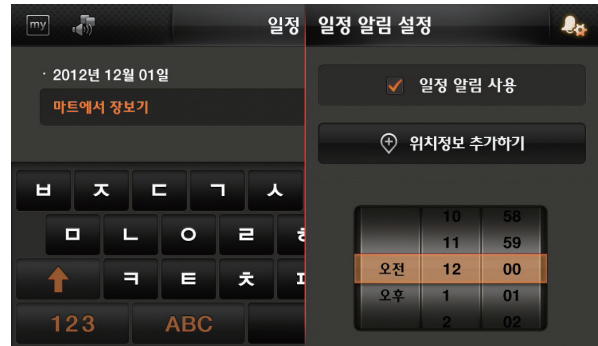 my
일정
· 2012년 12월 01일
마트에서 장보기
ㅂ ㅈ ㄷ ㄱ ㅅ
ㅁ ㄴ ㅇ ㄹ
ㅋ ㅌ ㅊ
123 ABC
일정 알림 설정
일정 알림 사용
위치정보 추가하기
10 58
11 59
오전 12 00
오후 1 01
2 02